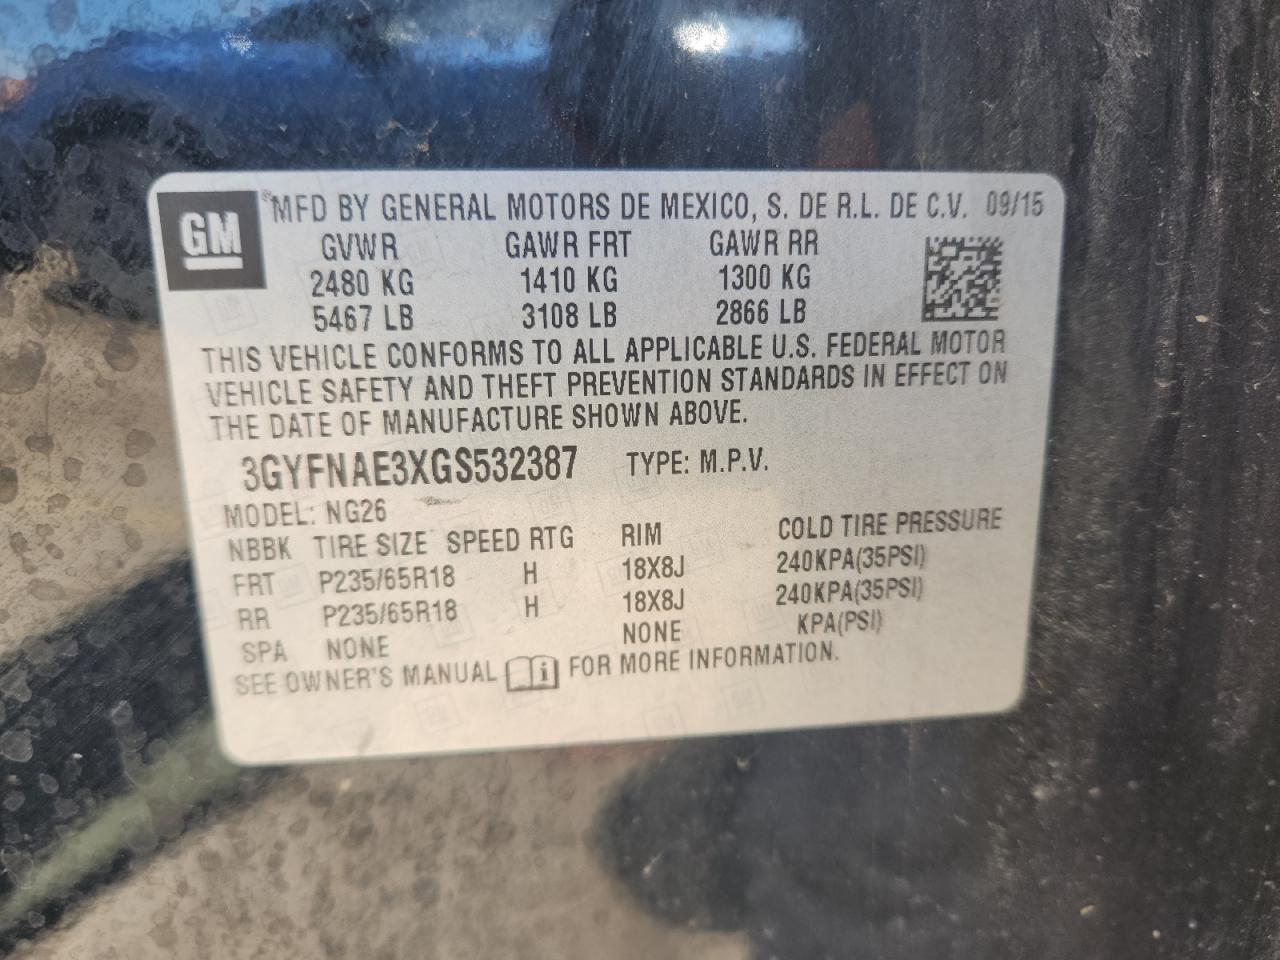 GM ® MFD BY GENERAL MOTORS DE MEXICO, S. DE R.L. DE C.V. 09/15
GVWR GAWR FRT GAWR RR
2480 KG 1410 KG 1300 KG
5467 LB 3108 LB 2866 LB
THIS VEHICLE CONFORMS TO ALL APPLICABLE U.S. FEDERAL MOTOR
VEHICLE SAFETY AND THEFT PREVENTION STANDARDS IN EFFECT ON
THE DATE OF MANUFACTURE SHOWN ABOVE.
3GYFNAE3XGS532387 TYPE: M.P.V.
MODEL: NG26
NBBK TIRE SIZE SPEED RTG RIM COLD TIRE PRESSURE
FRT P235/65R18 H 18X8J 240KPA(35PSI)
RR P235/65R18 H 18X8J 240KPA(35PSI)
SPA NONE NONE KPA(PSI)
SEE OWNER'S MANUAL FOR MORE INFORMATION.